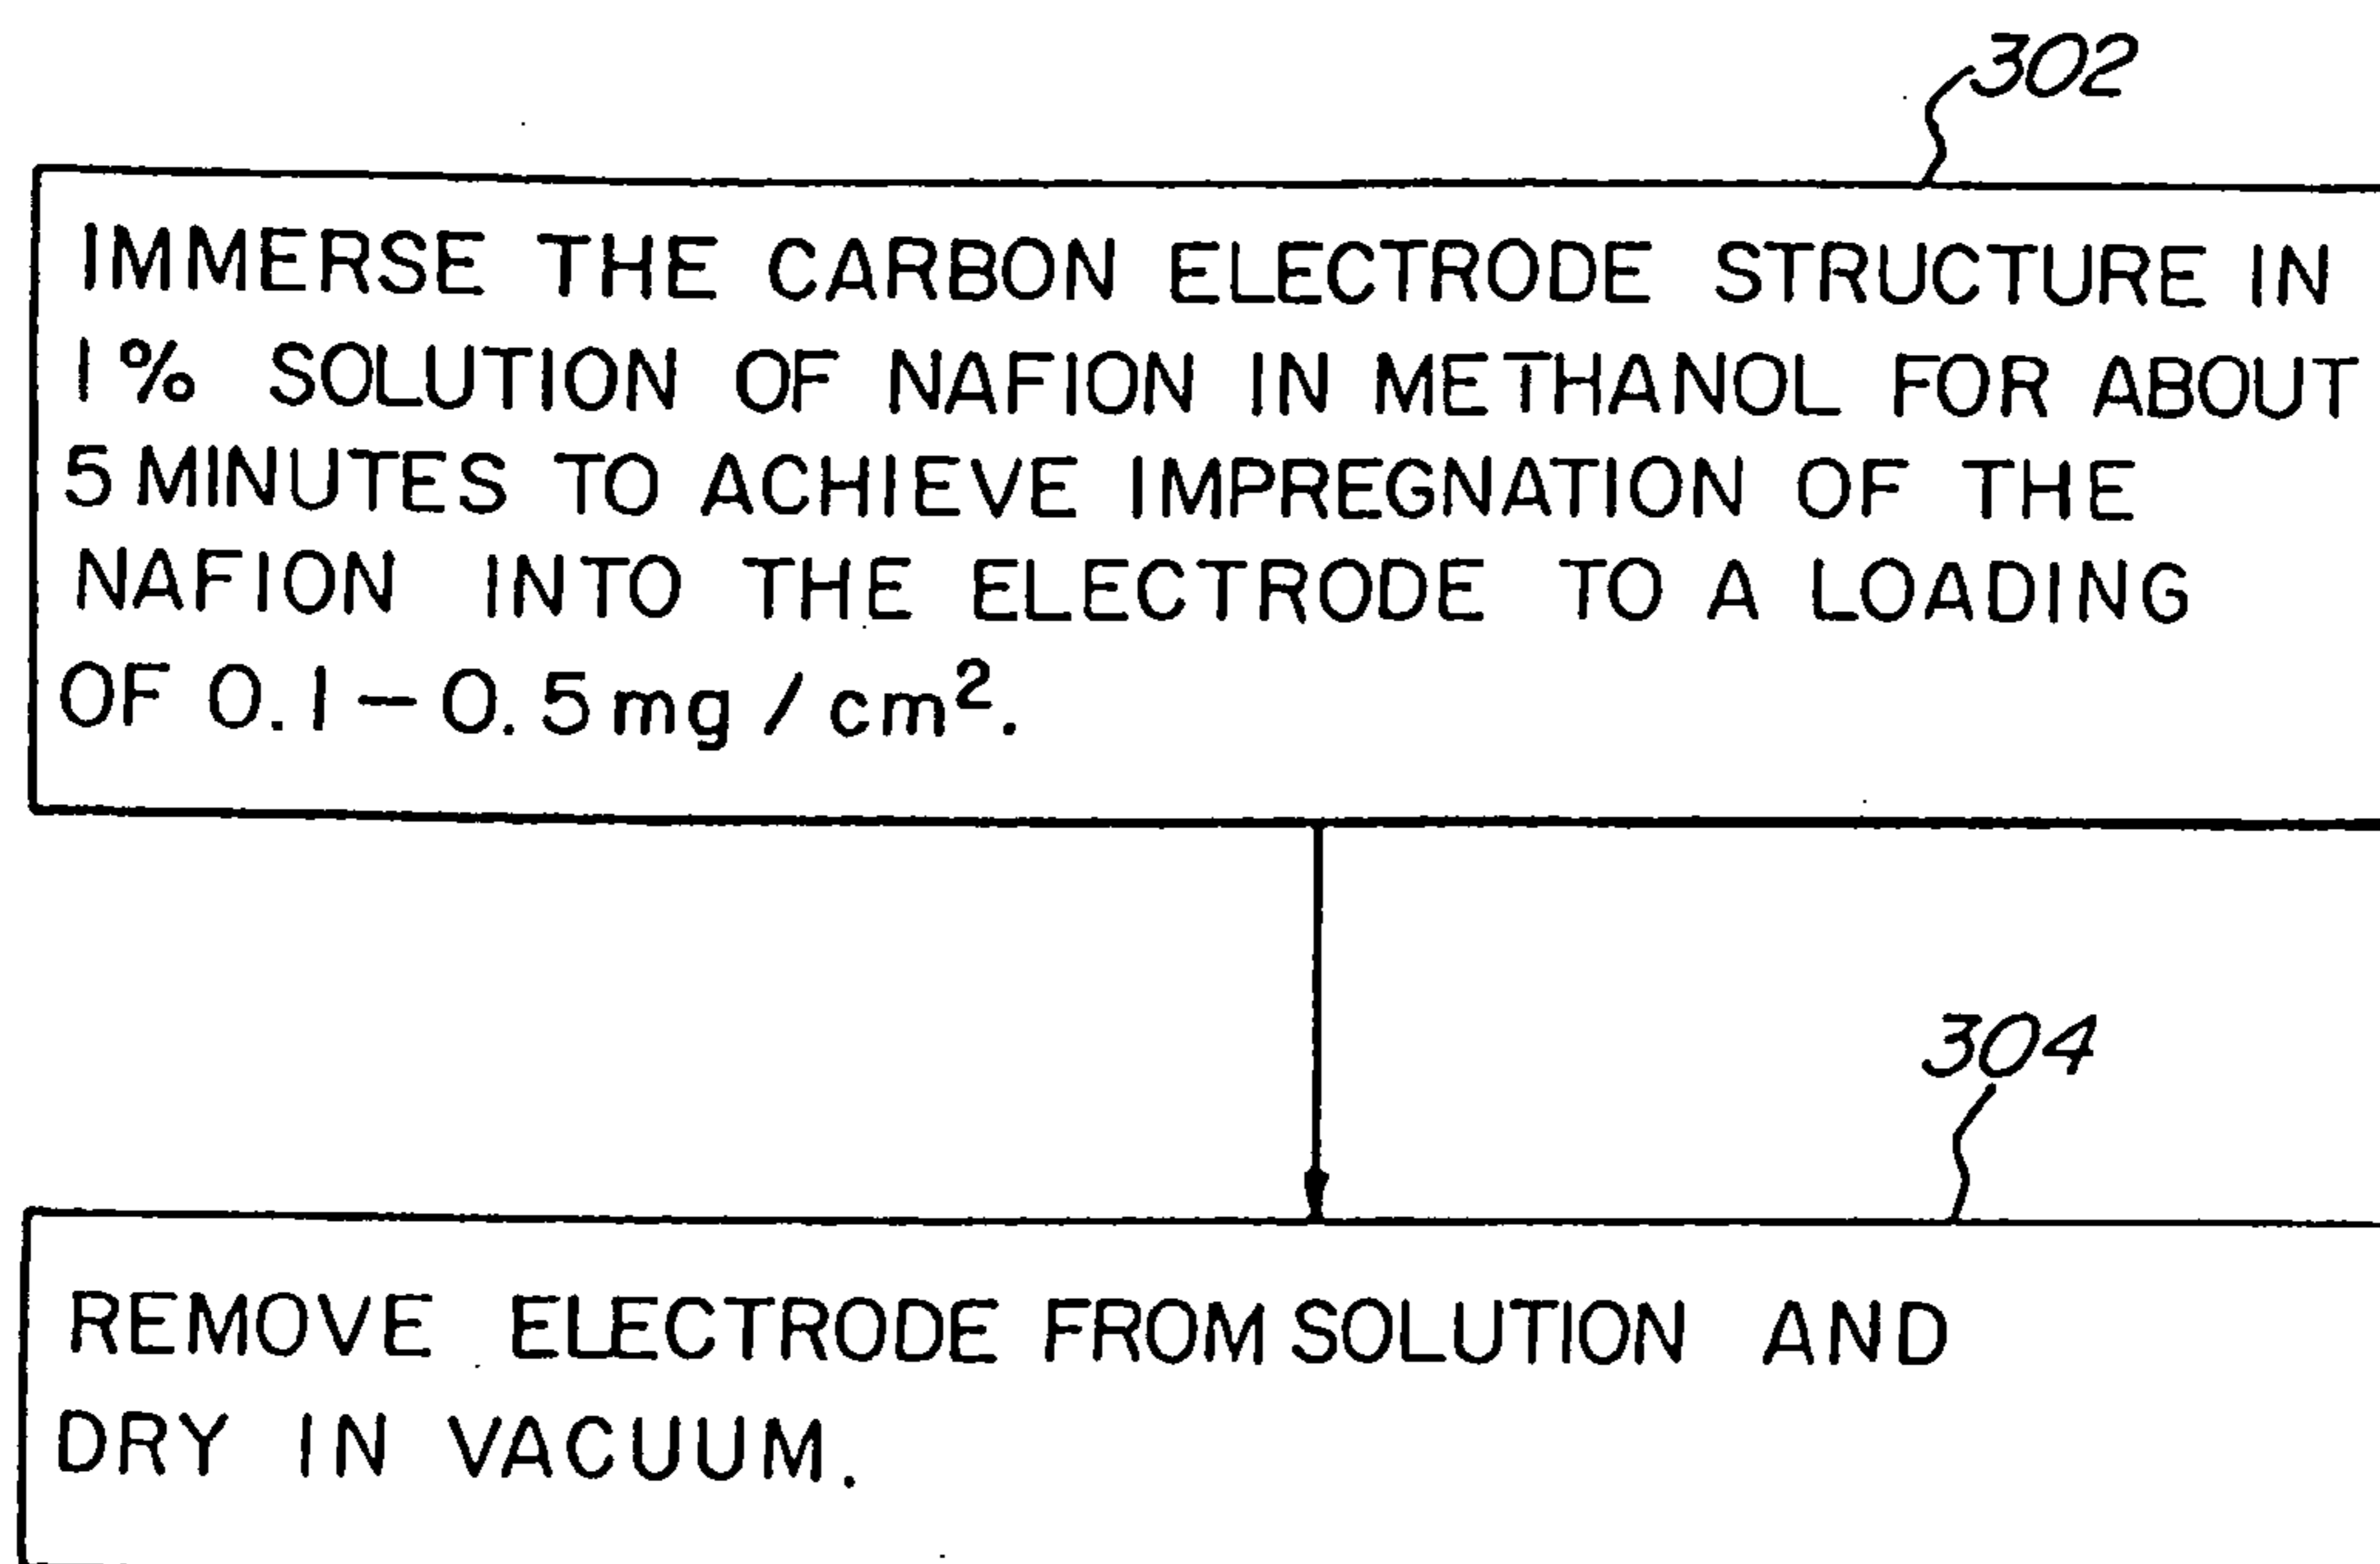 302
IMMERSE THE CARBON ELECTRODE STRUCTURE IN
1% SOLUTION OF NAFION IN METHANOL FOR ABOUT
5 MINUTES TO ACHIEVE IMPREGNATION OF THE
NAFION INTO THE ELECTRODE TO A LOADING
OF 0.1-0.5 mg/cm².
304
REMOVE ELECTRODE FROM SOLUTION AND
DRY IN VACUUM.